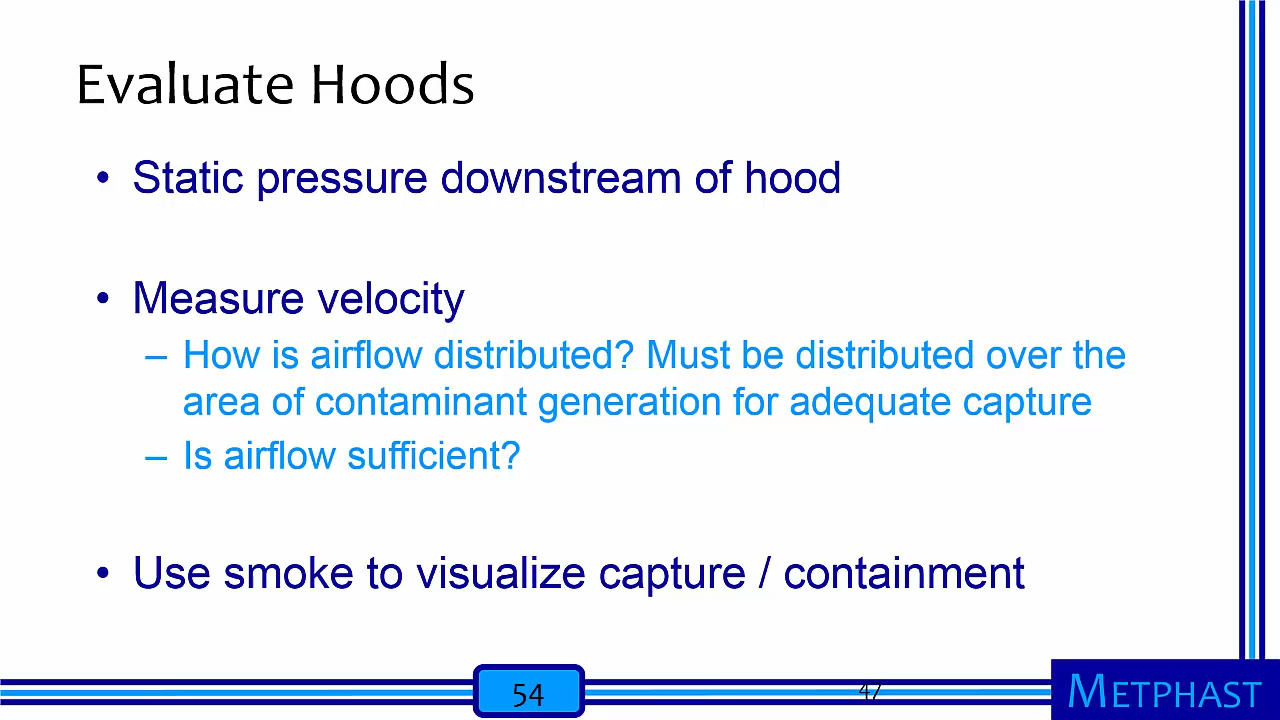 Evaluate Hoods
• Static pressure downstream of hood
• Measure velocity
– How is airflow distributed? Must be distributed over the
area of contaminant generation for adequate capture
– Is airflow sufficient?
• Use smoke to visualize capture / containment
54
47
METPHAST